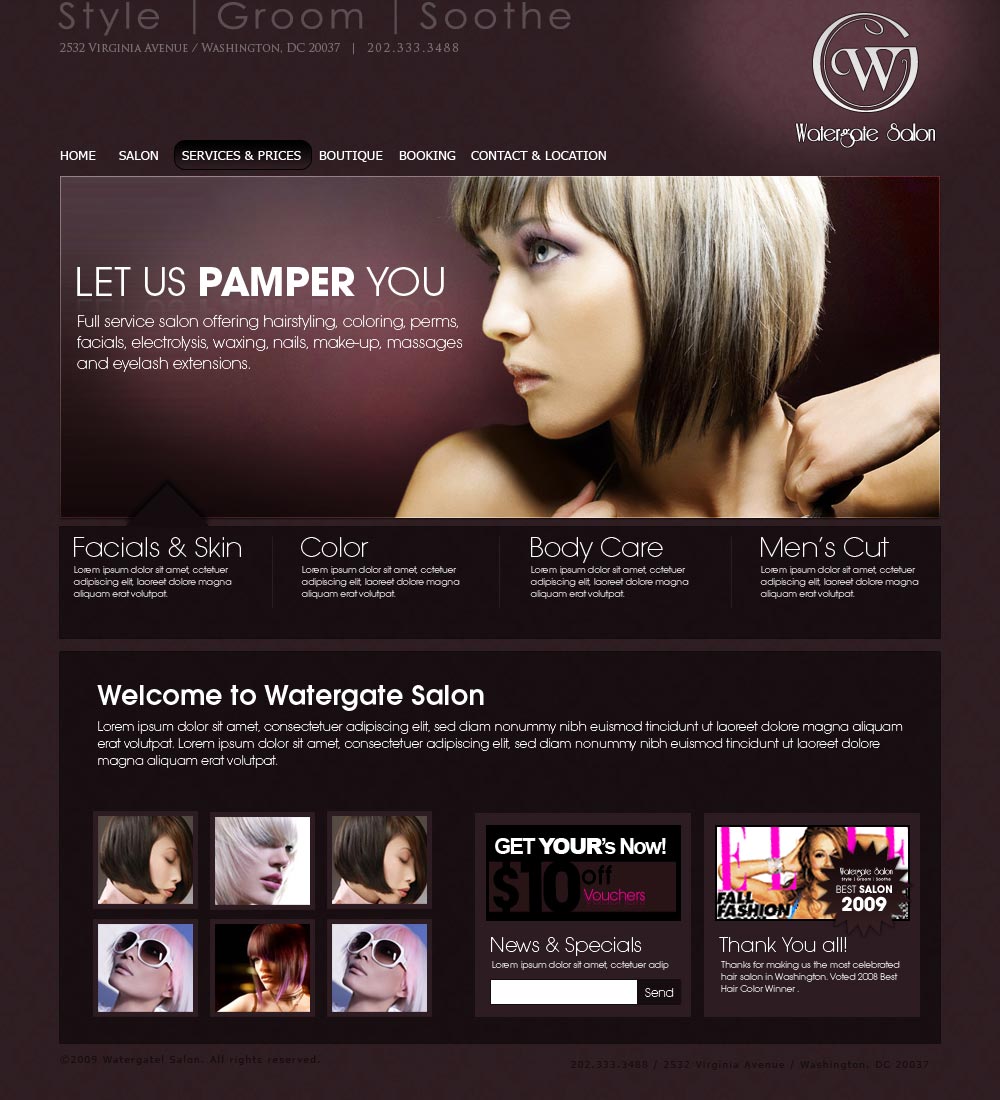 Style | Groom | Soothe
2532 Virginia Avenue / Washington, DC 20037 | 202.333.3488
W
Watergate Salon
HOME SALON SERVICES & PRICES BOUTIQUE BOOKING CONTACT & LOCATION
LET US PAMPER YOU
Full service salon offering hairstyling, coloring, perms,
facials, electrolysis, waxing, nails, make-up, massages
and eyelash extensions.
Facials & Skin
Lorem ipsum dolor sit amet, cctetuer
adipiscing elit, laoreet dolore magna
aliquam erat volutpat.
Color
Lorem ipsum dolor sit amet, cctetuer
adipiscing elit, laoreet dolore magna
aliquam erat volutpat.
Body Care
Lorem ipsum dolor sit amet, cctetuer
adipiscing elit, laoreet dolore magna
aliquam erat volutpat.
Men's Cut
Lorem ipsum dolor sit amet, cctetuer
adipiscing elit, laoreet dolore magna
aliquam erat volutpat.
Welcome to Watergate Salon
Lorem ipsum dolor sit amet, consectetuer adipiscing elit, sed diam nonummy nibh euismod tincidunt ut laoreet dolore magna aliquam
erat volutpat. Lorem ipsum dolor sit amet, consectetuer adipiscing elit, sed diam nonummy nibh euismod tincidunt ut laoreet dolore
magna aliquam erat volutpat.
GET YOUR's Now!
$10 off
Vouchers
News & Specials
Lorem ipsum dolor sit amet, cctetuer adip
Send
FALL
FASHION
Watergate Salon
Style | Groom | Soothe
BEST SALON
2009
Thank You all!
Thanks for making us the most celebrated
hair salon in Washington. Voted 2008 Best
Hair Color Winner .
©2009 Watergatel Salon. All rights reserved.
202.333.3488 / 2532 Virginia Avenue / Washington, DC 20037